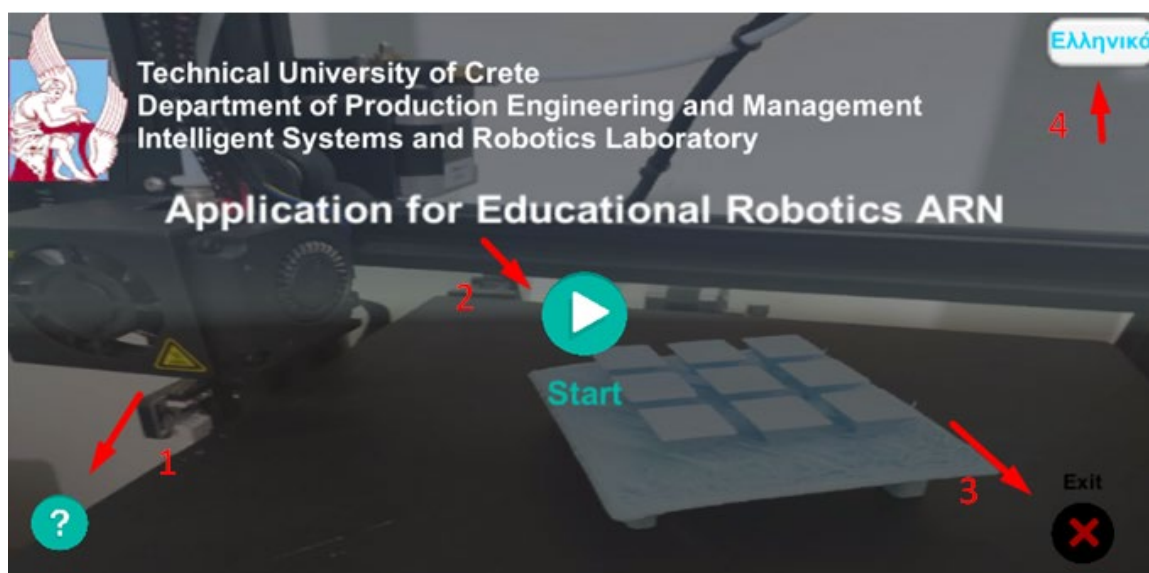 Ελληνικά
Technical University of Crete
Department of Production Engineering and Management
Intelligent Systems and Robotics Laboratory
4
Application for Educational Robotics ARN
2
Start
1
3
Exit
?